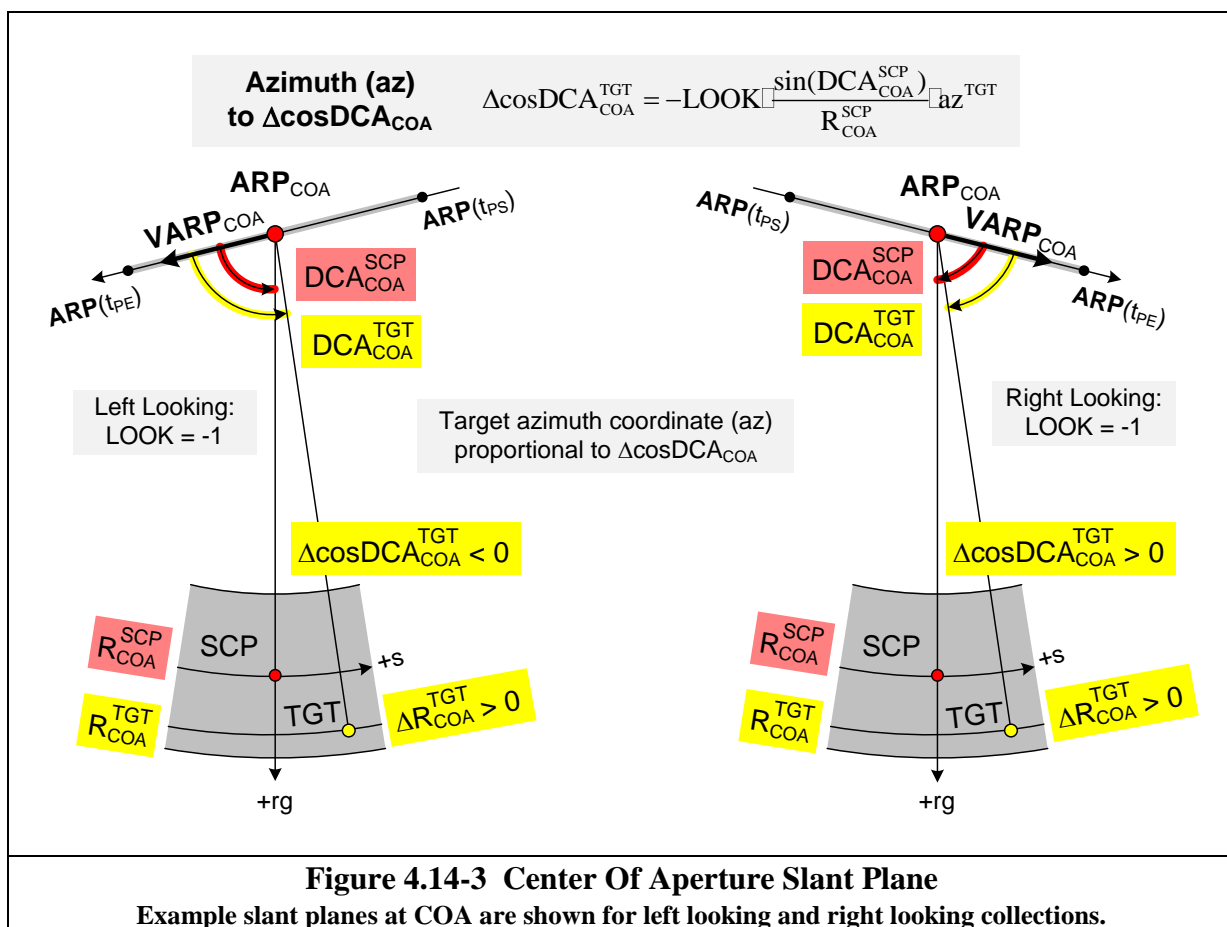 Azimuth (az)
to ΔcosDCA_COA
ΔcosDCA^TGT_COA = −LOOK▯ sin(DCA^SCP_COA) / R^SCP_COA ▯az^TGT
ARP_COA
VARP_COA
ARP(t_PS)
ARP(t_PE)
DCA^SCP_COA
DCA^TGT_COA
Left Looking:
LOOK = -1
ΔcosDCA^TGT_COA < 0
R^SCP_COA
SCP
+s
R^TGT_COA
TGT
ΔR^TGT_COA > 0
+rg
Target azimuth coordinate (az)
proportional to ΔcosDCA_COA
ARP_COA
VARP_COA
ARP(t_PS)
ARP(t_PE)
DCA^SCP_COA
DCA^TGT_COA
Right Looking:
LOOK = -1
ΔcosDCA^TGT_COA > 0
R^SCP_COA
SCP
+s
R^TGT_COA
TGT
ΔR^TGT_COA > 0
+rg
Figure 4.14-3 Center Of Aperture Slant Plane
Example slant planes at COA are shown for left looking and right looking collections.